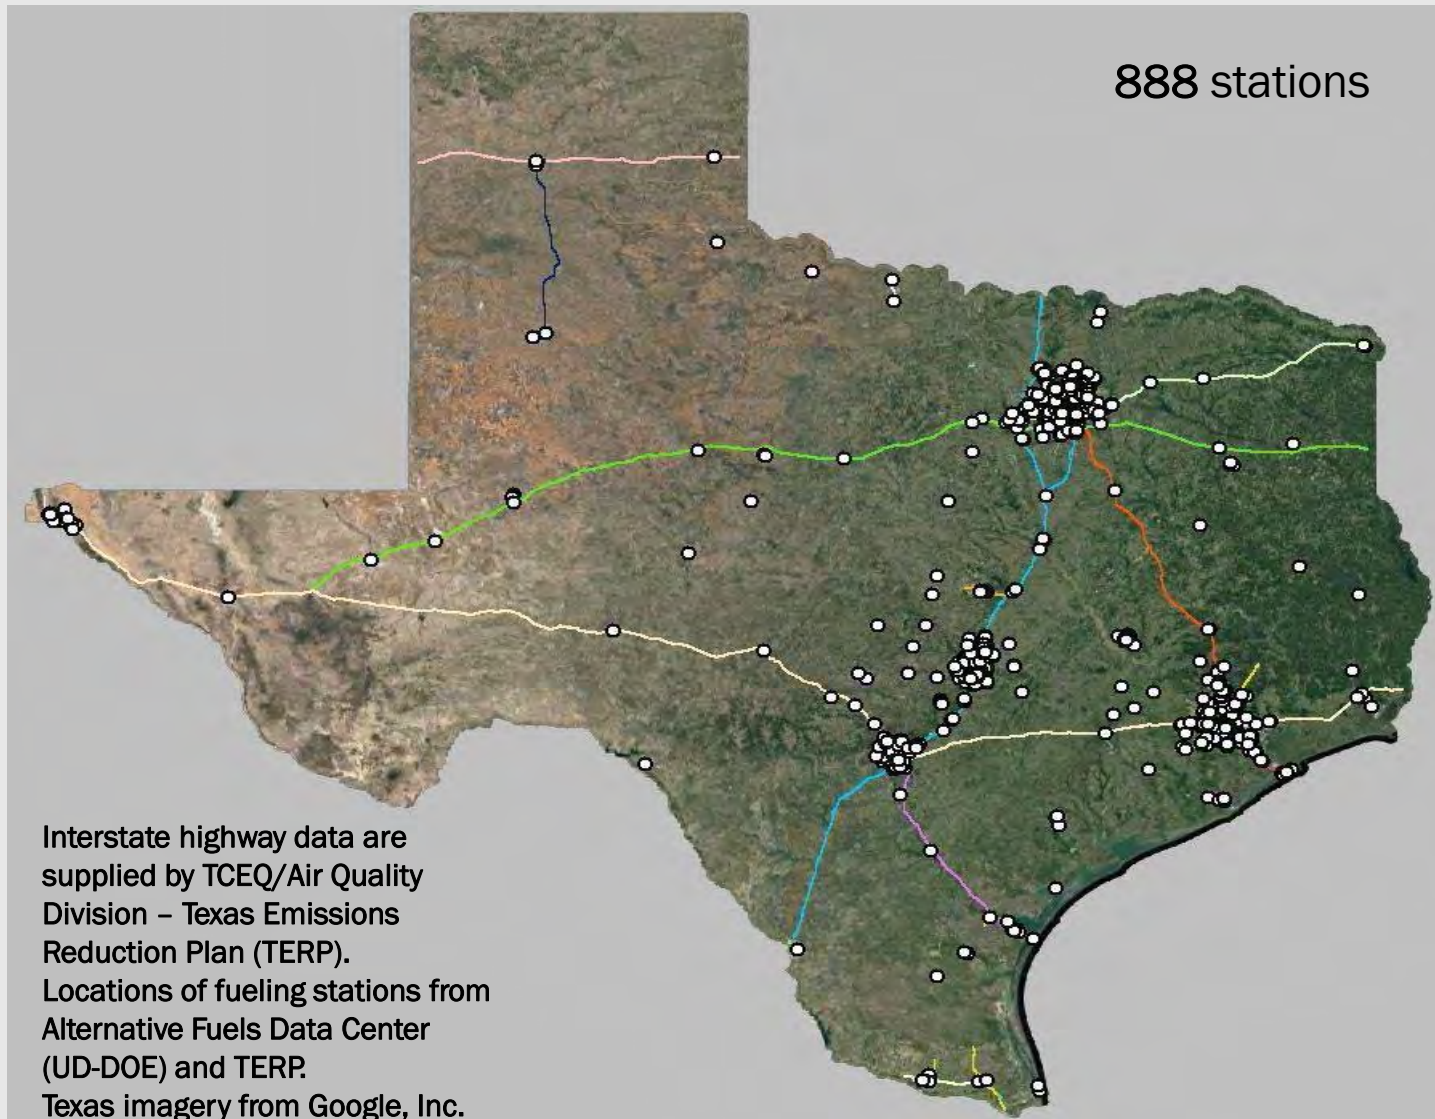 888 stations
Interstate highway data are
supplied by TCEQ/Air Quality
Division – Texas Emissions
Reduction Plan (TERP).
Locations of fueling stations from
Alternative Fuels Data Center
(UD-DOE) and TERP.
Texas imagery from Google, Inc.